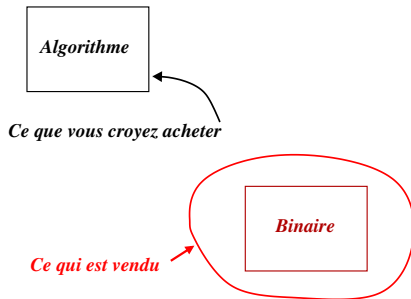 Algorithme
Ce que vous croyez acheter
Binaire
Ce qui est vendu